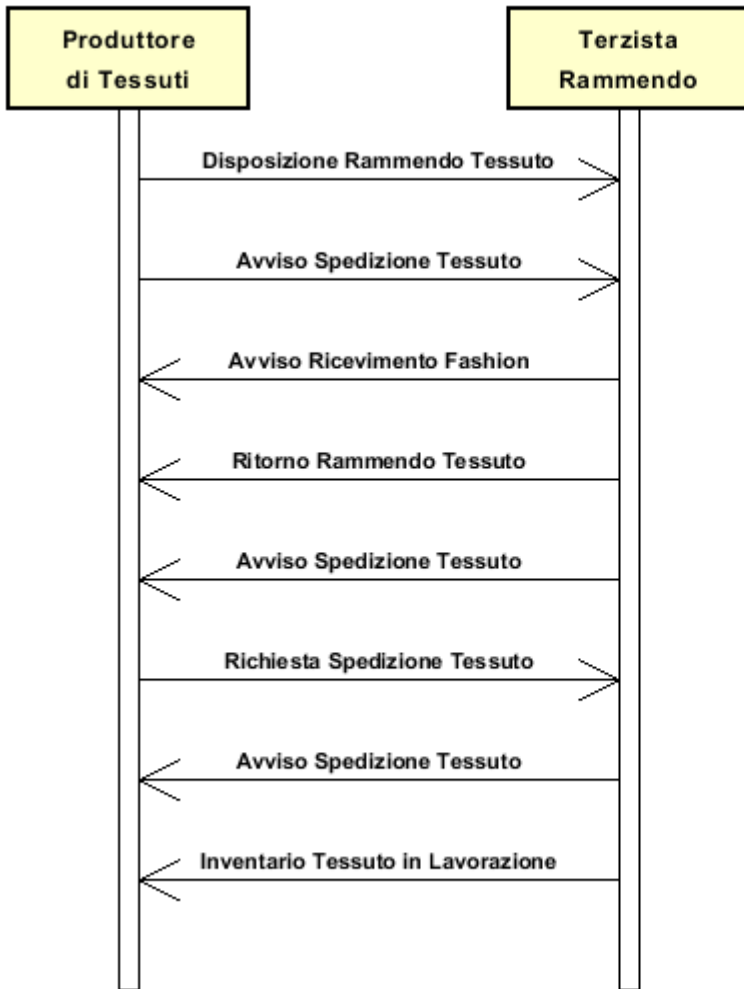 Produttore
di Tessuti
Terzista
Rammendo
Disposizione Rammendo Tessuto
Avviso Spedizione Tessuto
Avviso Ricevimento Fashion
Ritorno Rammendo Tessuto
Avviso Spedizione Tessuto
Richiesta Spedizione Tessuto
Avviso Spedizione Tessuto
Inventario Tessuto in Lavorazione